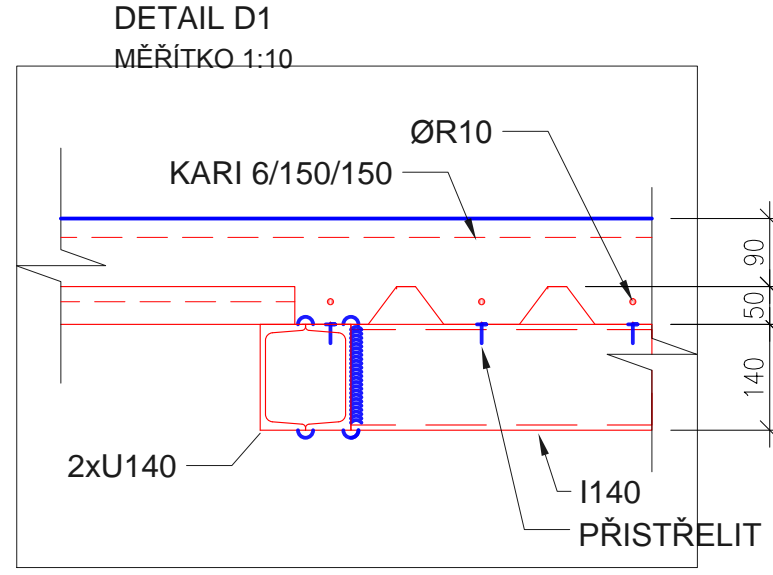 DETAIL D1
MĚŘÍTKO 1:10
ØR10
KARI 6/150/150
90
50
140
2xU140
I140
PŘISTŘELIT